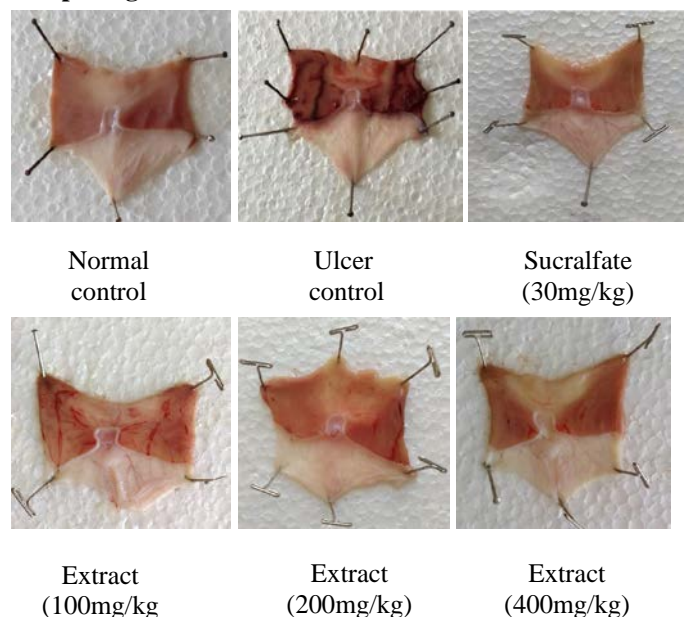 Normal
control
Ulcer
control
Sucralfate
(30mg/kg)
Extract
(100mg/kg
Extract
(200mg/kg)
Extract
(400mg/kg)